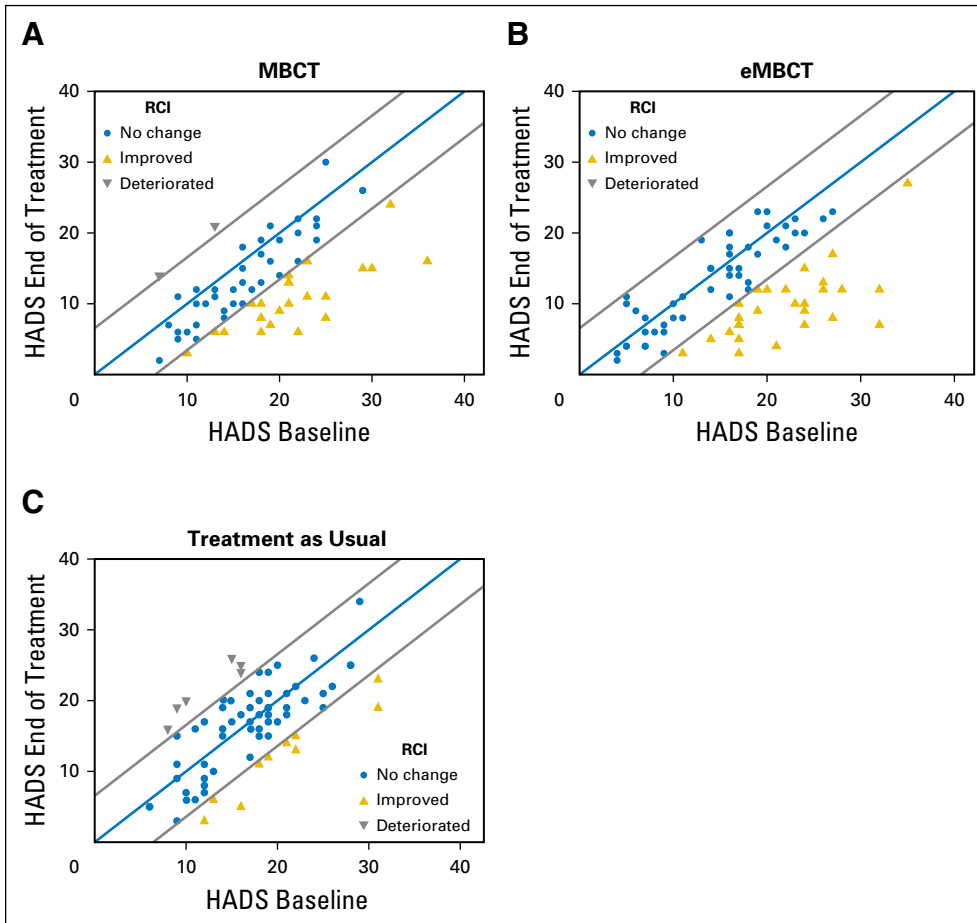 A
MBCT
HADS End of Treatment
40
30
20
10
0
RCI
No change
Improved
Deteriorated
10
20
30
40
HADS Baseline
B
eMBCT
HADS End of Treatment
40
30
20
10
0
RCI
No change
Improved
Deteriorated
10
20
30
40
HADS Baseline
C
Treatment as Usual
HADS End of Treatment
40
30
20
10
0
RCI
No change
Improved
Deteriorated
10
20
30
40
HADS Baseline